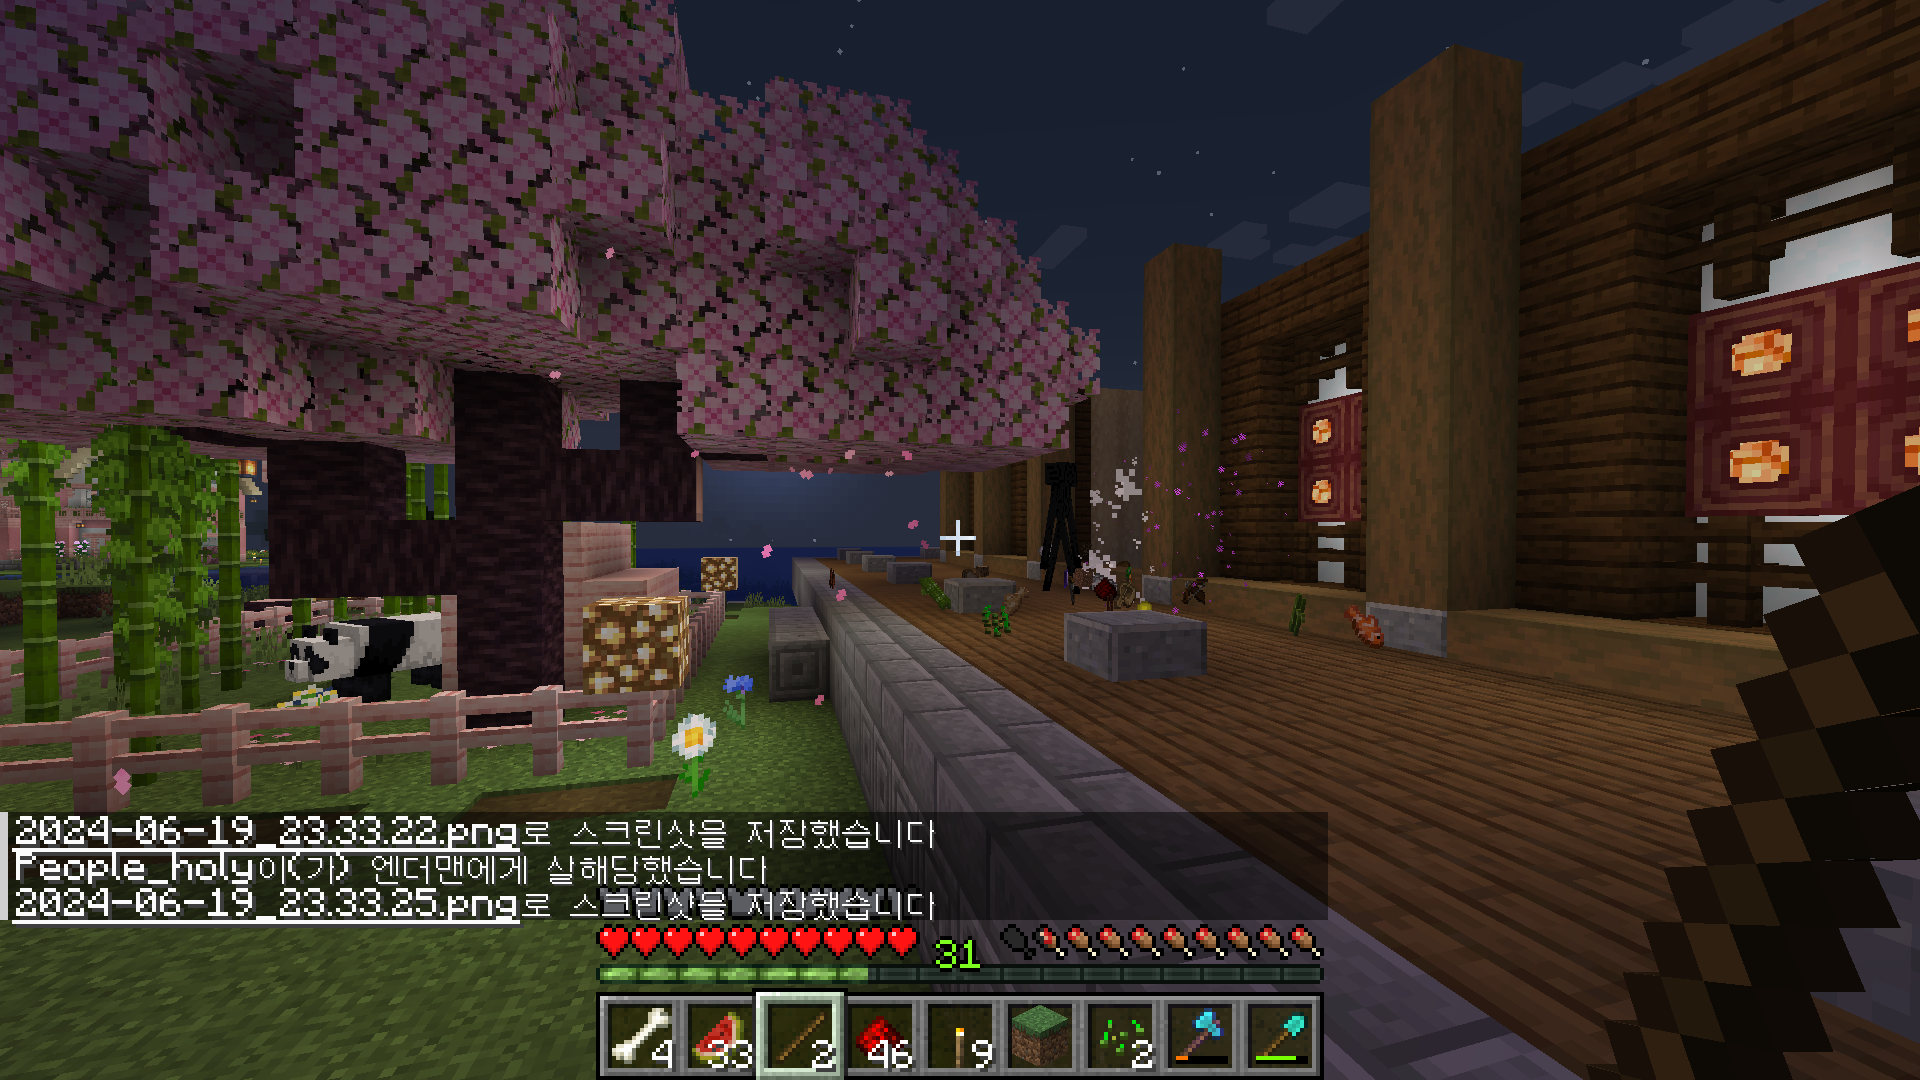 2024-06-19_23.33.22.png로 스크린샷을 저장했습니다
People_holy이(가) 엔더맨에게 살해당했습니다
2024-06-19_23.33.25.png로 스크린샷을 저장했습니다
31
4 33 2 46 9 2